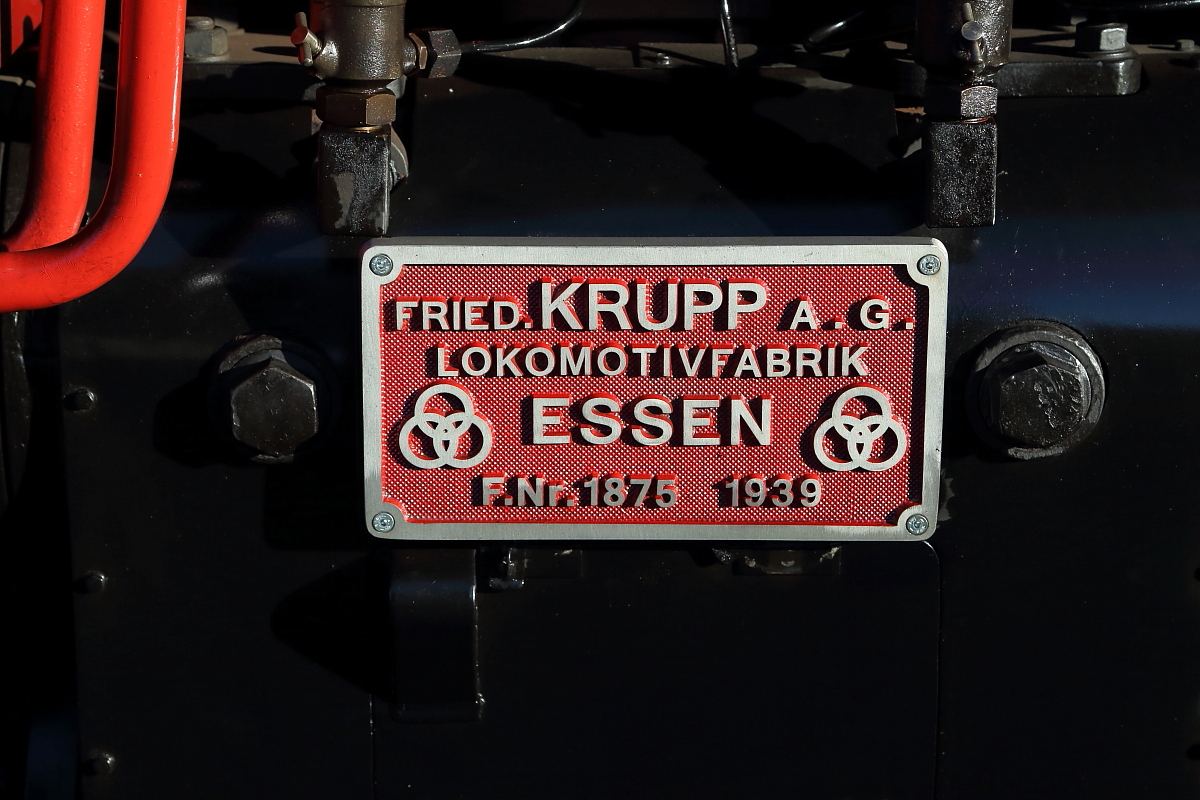 FRIED. KRUPP A.G.
LOKOMOTIVFABRIK
ESSEN
F.Nr. 1875 1939